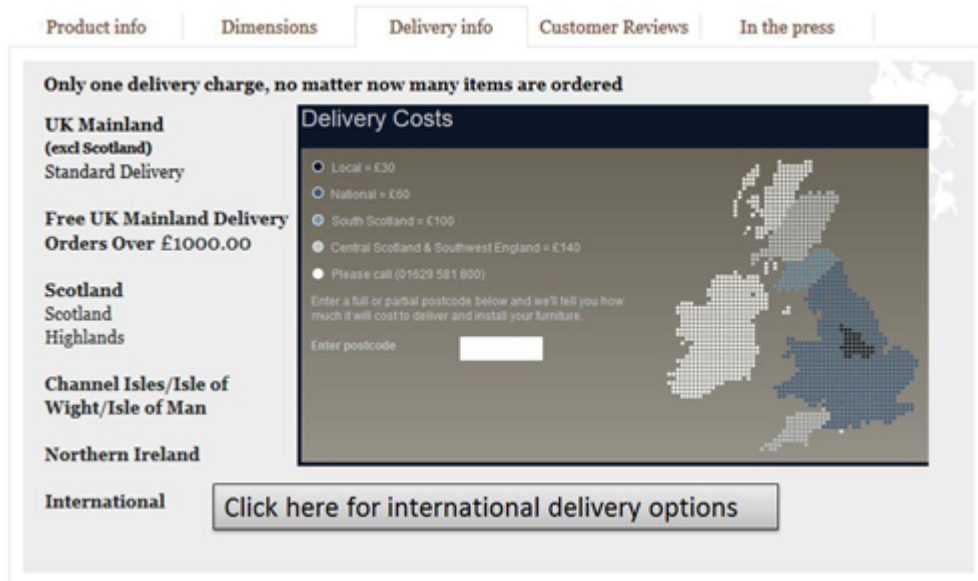 Product info
Dimensions
Delivery info
Customer Reviews
In the press
Only one delivery charge, no matter now many items are ordered
UK Mainland
(excl Scotland)
Standard Delivery
Free UK Mainland Delivery
Orders Over £1000.00
Scotland
Scotland
Highlands
Channel Isles/Isle of
Wight/Isle of Man
Northern Ireland
International
Delivery Costs
Local = £30
National = £60
South Scotland = £100
Central Scotland & Southwest England = £140
Please call (01629 581 800)
Enter a full or partial postcode below and we'll tell you how
much it will cost to deliver and install your furniture.
Enter postcode
Click here for international delivery options